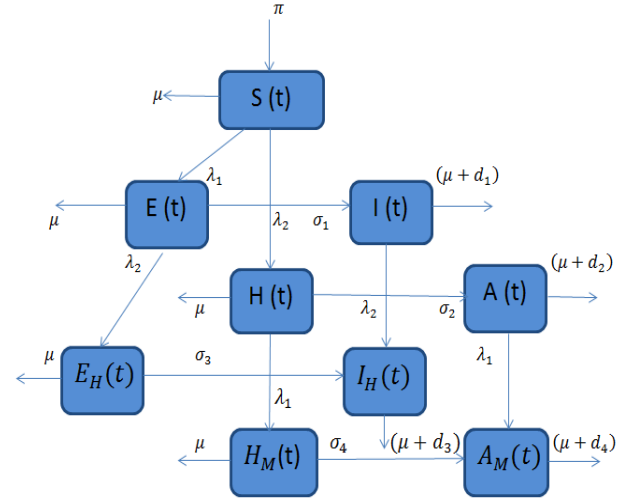 π
μ S (t)
λ₁
(μ + d₁)
E (t) I (t)
μ λ₂ σ₁
λ₂
(μ + d₂)
H (t) A (t)
μ λ₂ σ₂
μ E_H(t) σ₃ I_H(t) λ₁
λ₁
μ H_M(t) σ₄ (μ + d₃) A_M(t) (μ + d₄)